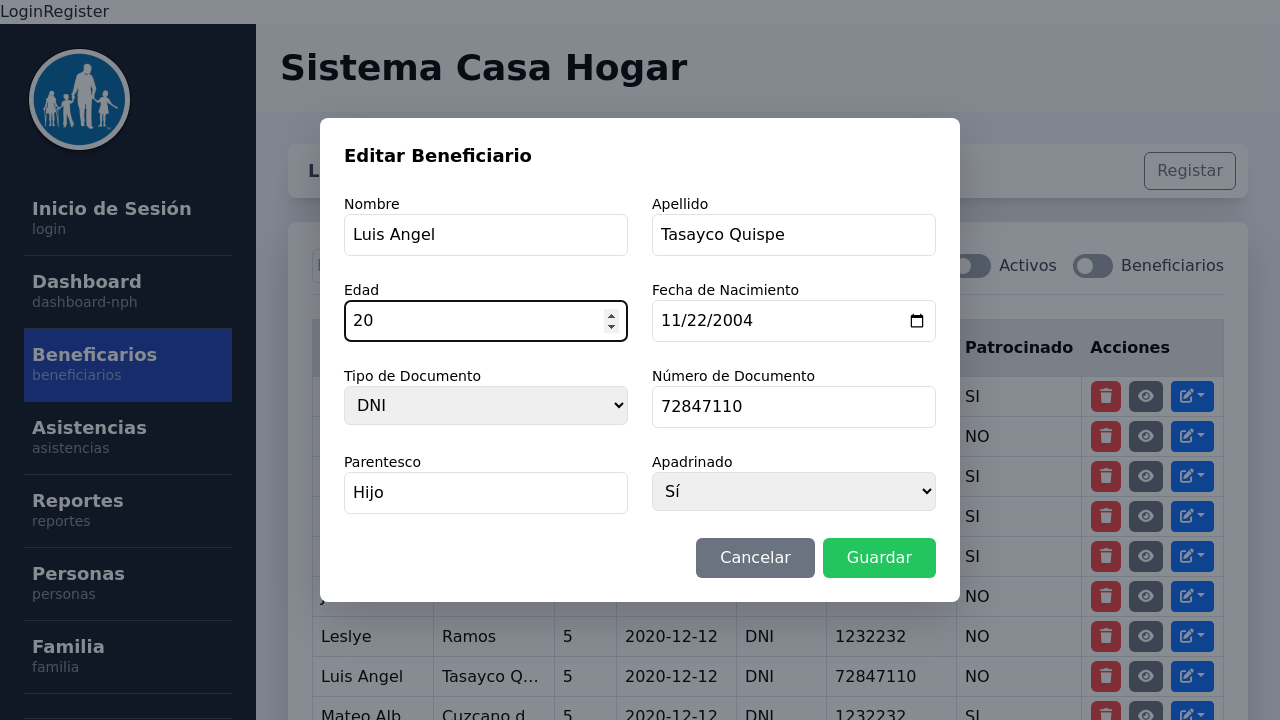 LoginRegister
Sistema Casa Hogar
Registar
Inicio de Sesión
login
Dashboard
dashboard-nph
Beneficarios
beneficiarios
Asistencias
asistencias
Reportes
reportes
Personas
personas
Familia
familia
Activos
Beneficiarios
Editar Beneficiario
Nombre
Apellido
Luis Angel
Tasayco Quispe
Edad
Fecha de Nacimiento
20
11/22/2004
Tipo de Documento
Número de Documento
DNI
72847110
Parentesco
Apadrinado
Hijo
Sí
Cancelar
Guardar
Patrocinado Acciones
SI
NO
SI
SI
SI
NO
Leslye Ramos 5 2020-12-12 DNI 1232232 NO
Luis Angel Tasayco Q... 5 2020-12-12 DNI 72847110 NO
Mateo Alb... Cuzcano d... 5 2020-12-12 DNI 1232232 SI